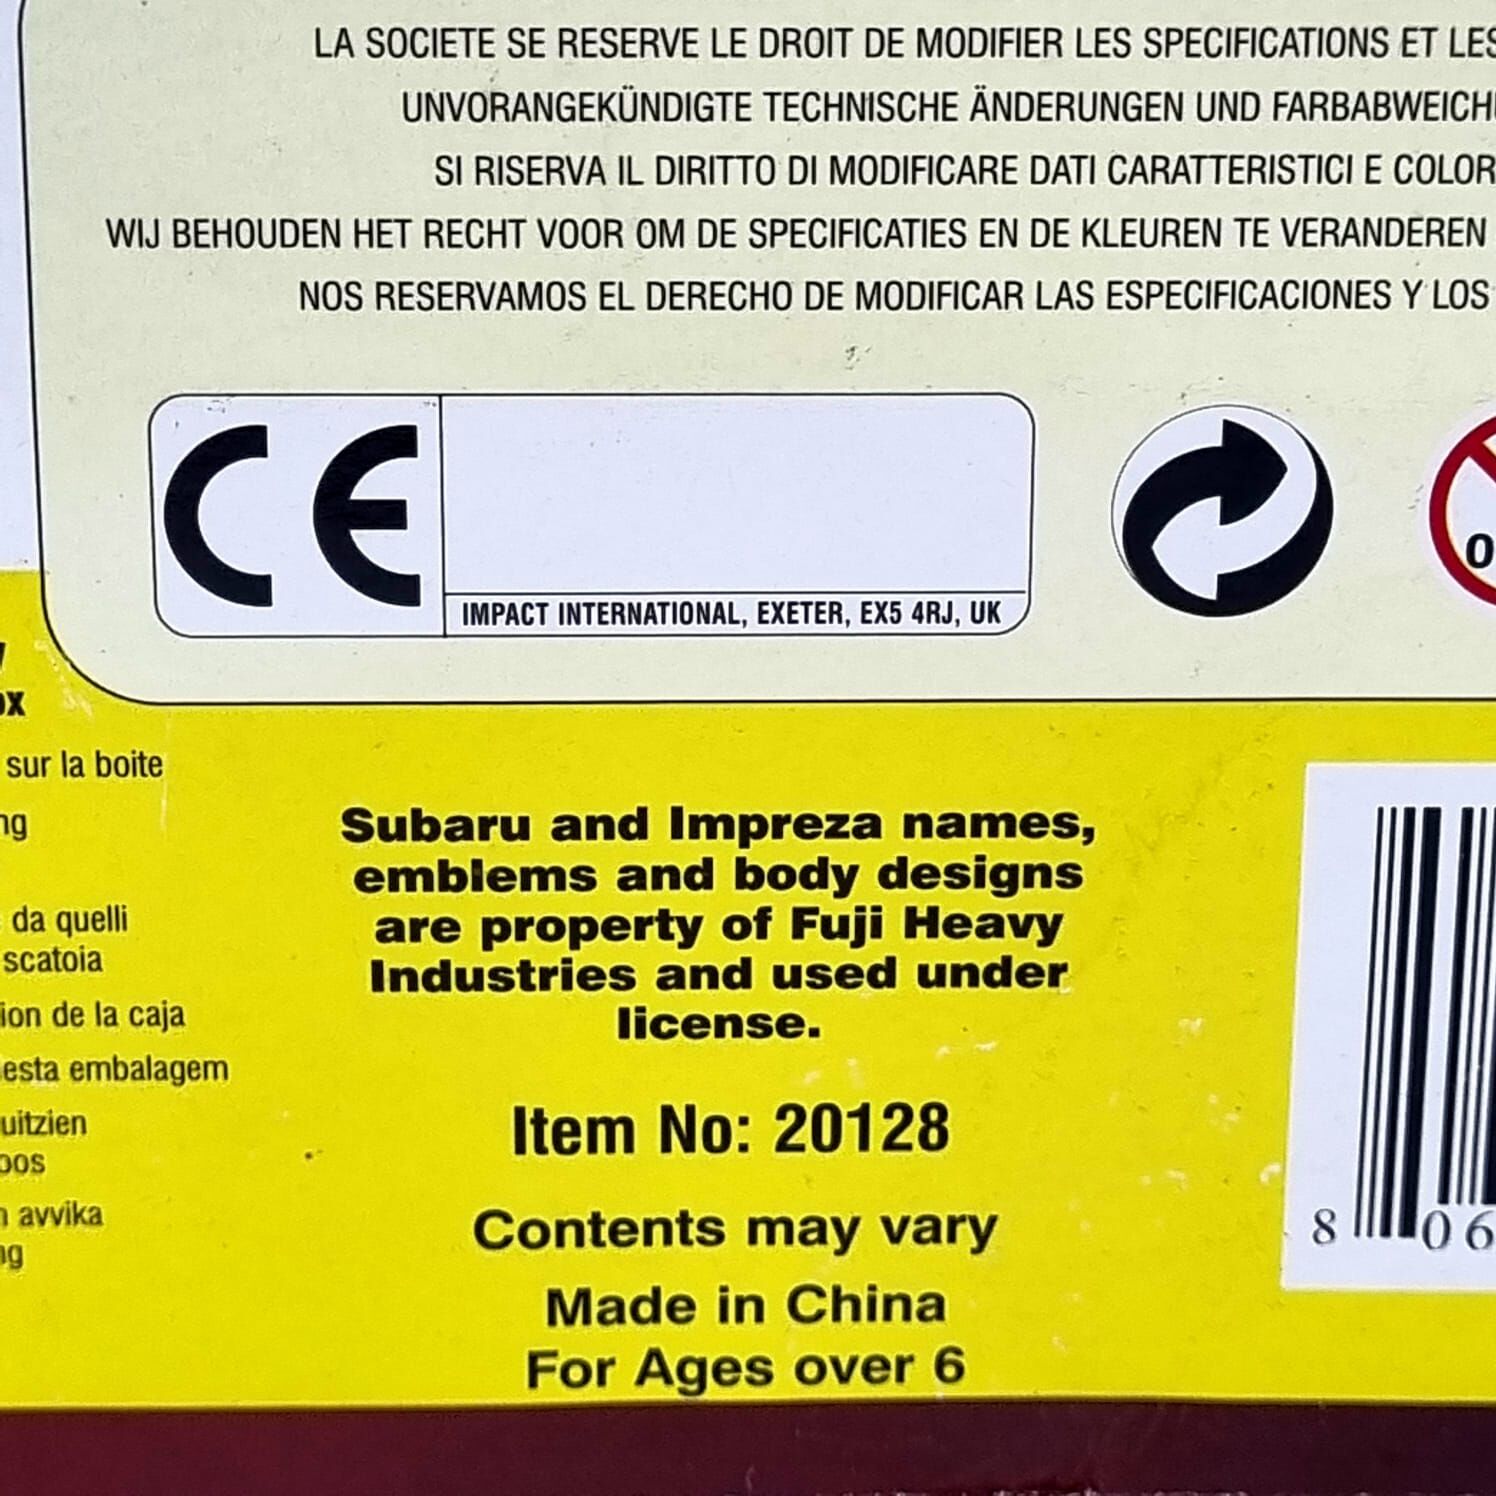 LA SOCIETE SE RESERVE LE DROIT DE MODIFIER LES SPECIFICATIONS ET LES
UNVORANGEKÜNDIGTE TECHNISCHE ÄNDERUNGEN UND
SI RISERVA IL DIRITTO DI MODIFICARE DATI CARATTERISTICI E
WIJ BEHOUDEN HET RECHT VOOR OM DE SPECIFICATIES EN DE KLEUREN TE VERANDEREN
NOS RESERVAMOS EL DERECHO DE MODIFICAR LAS ESPECIFICACIONES Y LOS
CE
IMPACT INTERNATIONAL, EXETER, EX5 4RJ, UK
0
sur la boite
da quelli
scatoia
de la caja
esta embalagem
uitzien
avvika
Subaru and Impreza names,
emblems and body designs
are property of Fuji Heavy
Industries and used under
license.
Item No: 20128
Contents may vary
Made in China
For Ages over 6
8 06